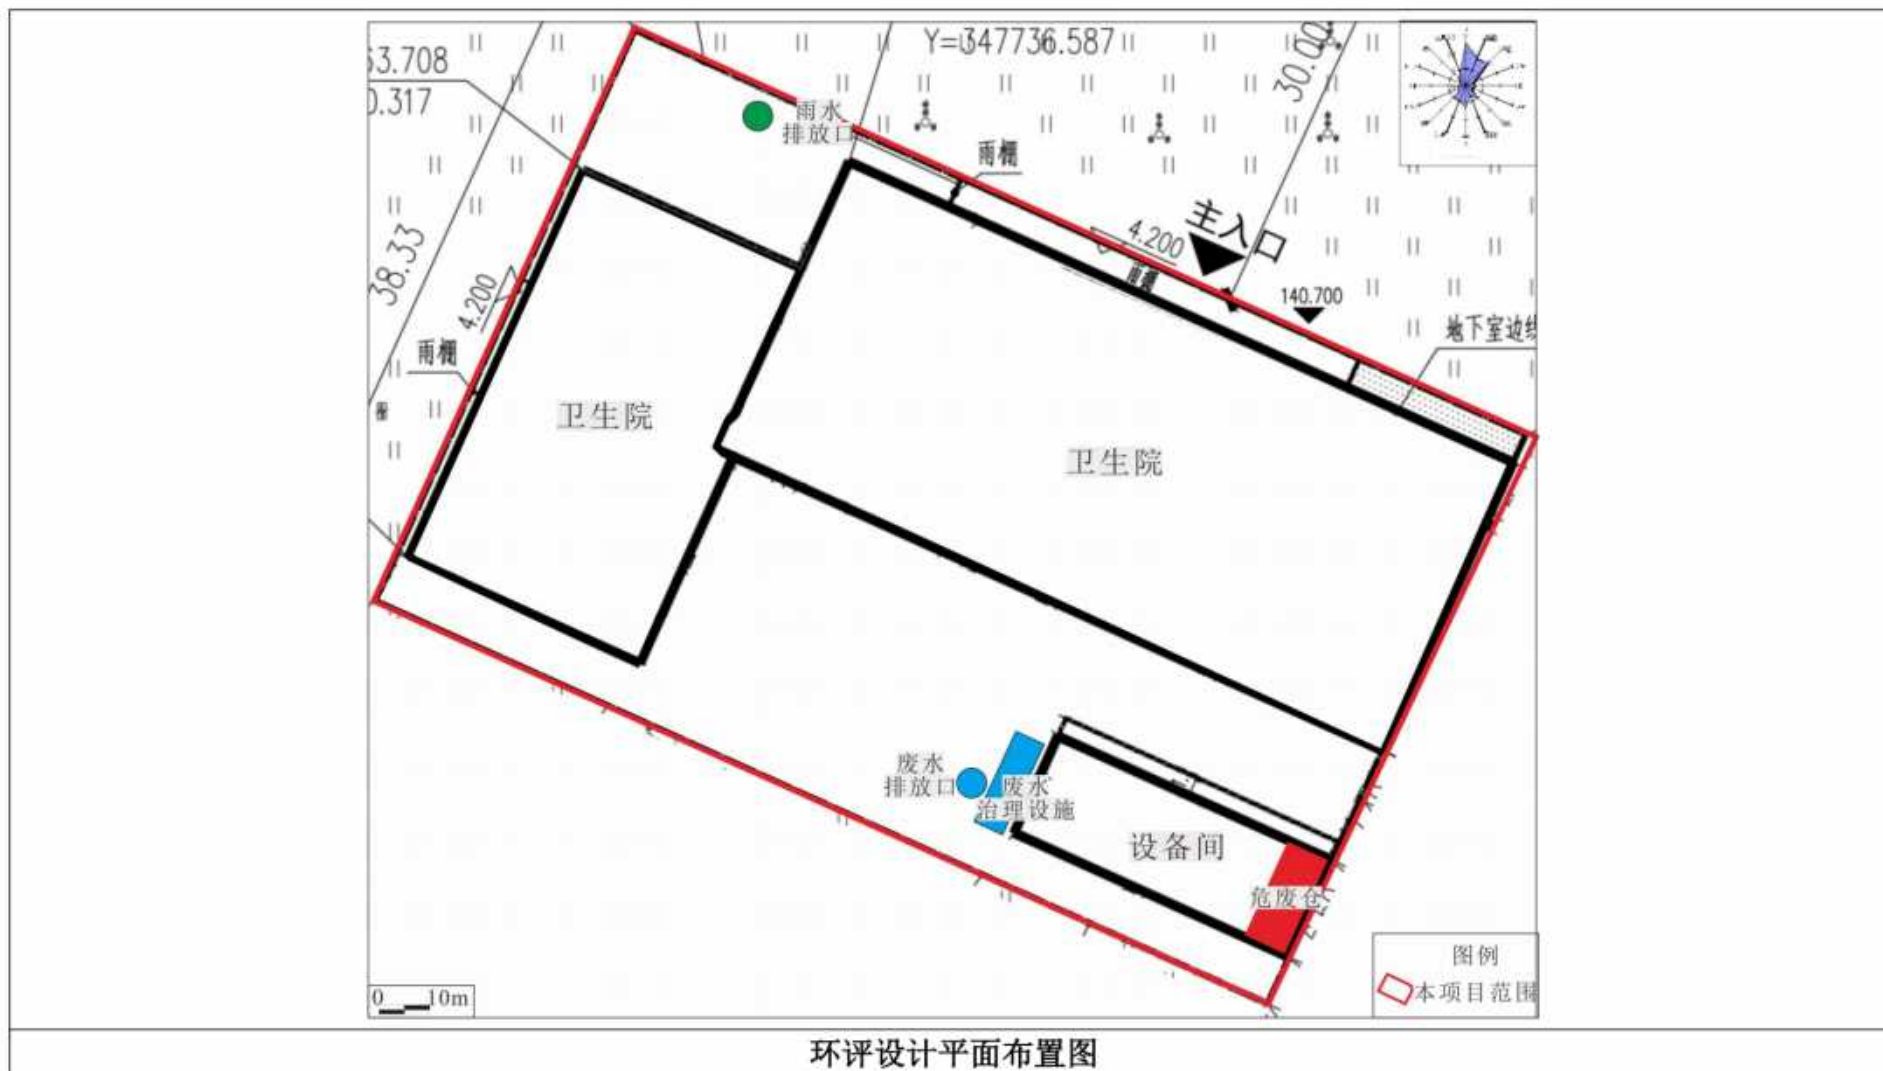 63.708
0.317
Y=347736.587
30.00
雨水
排放口
雨棚
主入口
4.200
雨棚
140.700
地下室边线
38.33
4.200
雨棚
卫生院
卫生院
废水
排放口
废水
治理设施
设备间
危废仓
图例
本项目范围
0 10m
环评设计平面布置图